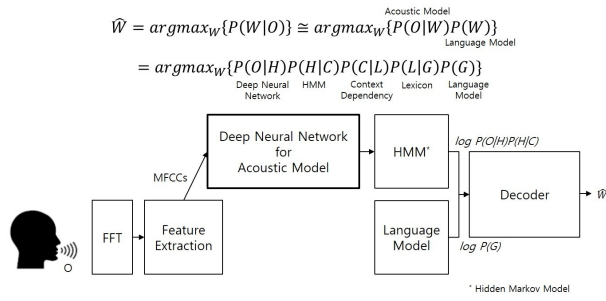 Acoustic Model
Ŵ = argmax_W{P(W|O)} ≅ argmax_W{P(O|W)P(W)}
Language Model
= argmax_W{P(O|H)P(H|C)P(C|L)P(L|G)P(G)}
Deep Neural Network
HMM
Context Dependency
Lexicon
Language Model
Deep Neural Network
for
Acoustic Model
HMM*
log P(O|H)P(H|C)
MFCCs
Decoder
Ŵ
FFT
Feature
Extraction
Language
Model
log P(G)
O
* Hidden Markov Model